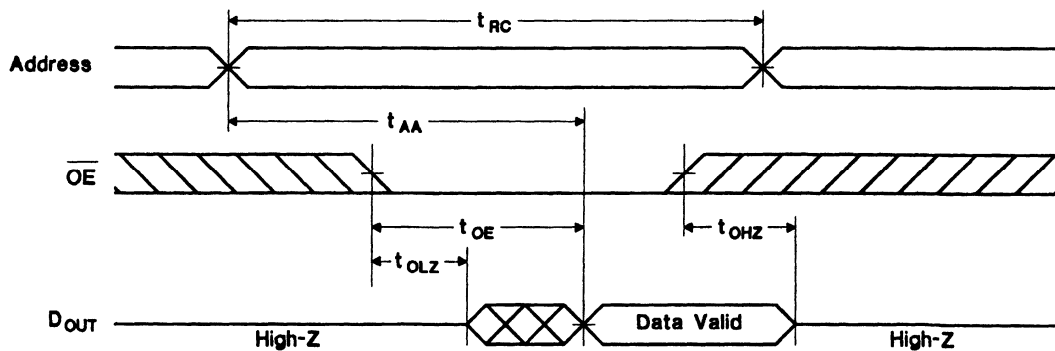 t RC
Address
t AA
OE
t OE
t OHZ
t OLZ
D OUT
High-Z
Data Valid
High-Z